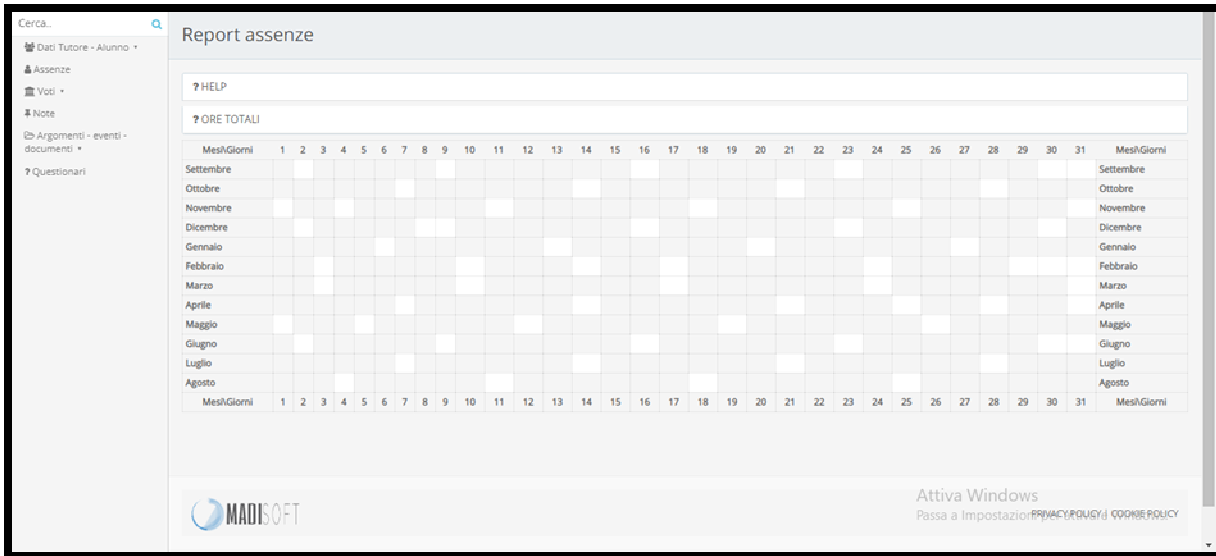 Cerca..
Dati Tutore - Alunno
Assenze
Voti
Note
Argomenti - eventi -
documenti
? Questionari
Report assenze
? HELP
? ORE TOTALI
Mesi\Giorni 1 2 3 4 5 6 7 8 9 10 11 12 13 14 15 16 17 18 19 20 21 22 23 24 25 26 27 28 29 30 31 Mesi\Giorni
Settembre Settembre
Ottobre Ottobre
Novembre Novembre
Dicembre Dicembre
Gennaio Gennaio
Febbraio Febbraio
Marzo Marzo
Aprile Aprile
Maggio Maggio
Giugno Giugno
Luglio Luglio
Agosto Agosto
Mesi\Giorni 1 2 3 4 5 6 7 8 9 10 11 12 13 14 15 16 17 18 19 20 21 22 23 24 25 26 27 28 29 30 31 Mesi\Giorni
MADISOFT
Attiva Windows
Passa a Impostazioni per attivare Windows.
PRIVACY POLICY | COOKIE POLICY